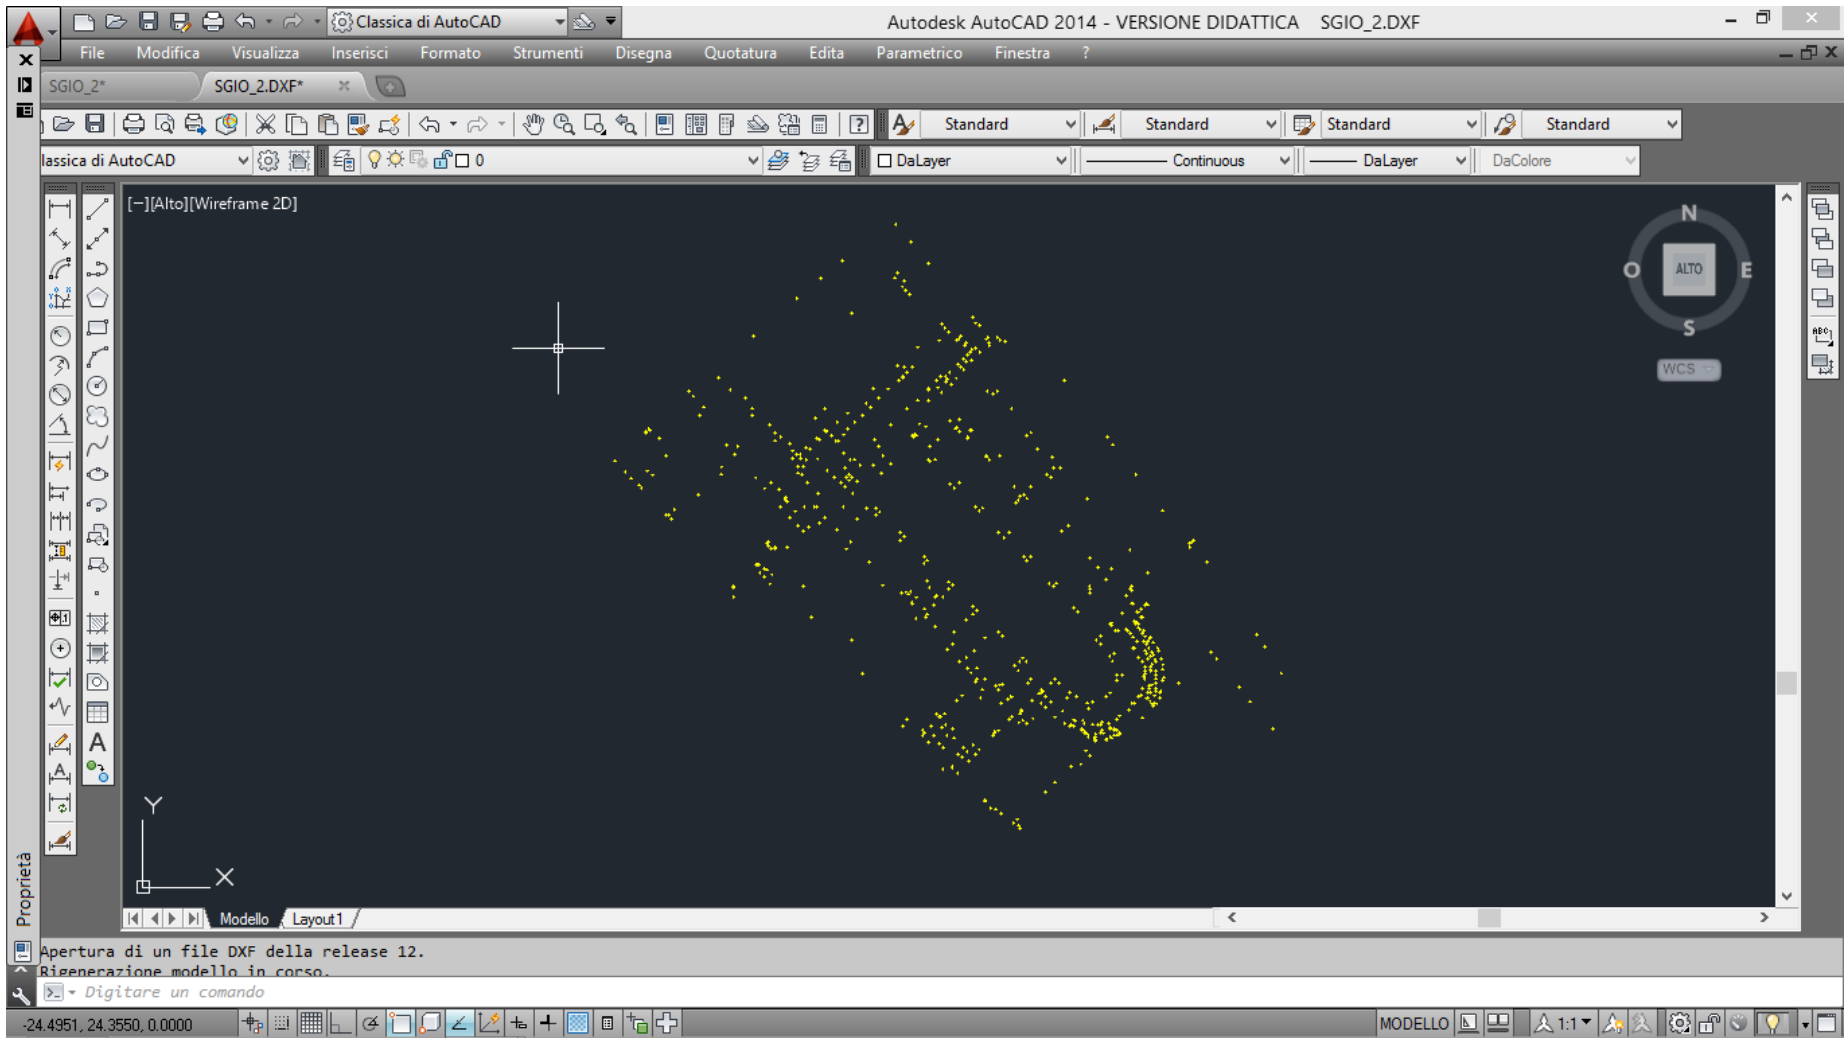 Classica di AutoCAD
Autodesk AutoCAD 2014 - VERSIONE DIDATTICA SGIO_2.DXF
File Modifica Visualizza Inserisci Formato Strumenti Disegna Quotatura Edita Parametrico Finestra ?
SGIO_2* SGIO_2.DXF*
Standard Standard Standard Standard
lassica di AutoCAD 0 DaLayer Continuous DaLayer DaColore
[−][Alto][Wireframe 2D]
N
O ALTO E
S
WCS
Y
X
Proprietà
Modello Layout1
Apertura di un file DXF della release 12.
Rigenerazione modello in corso.
Digitare un comando
-24.4951, 24.3550, 0.0000 MODELLO 1:1